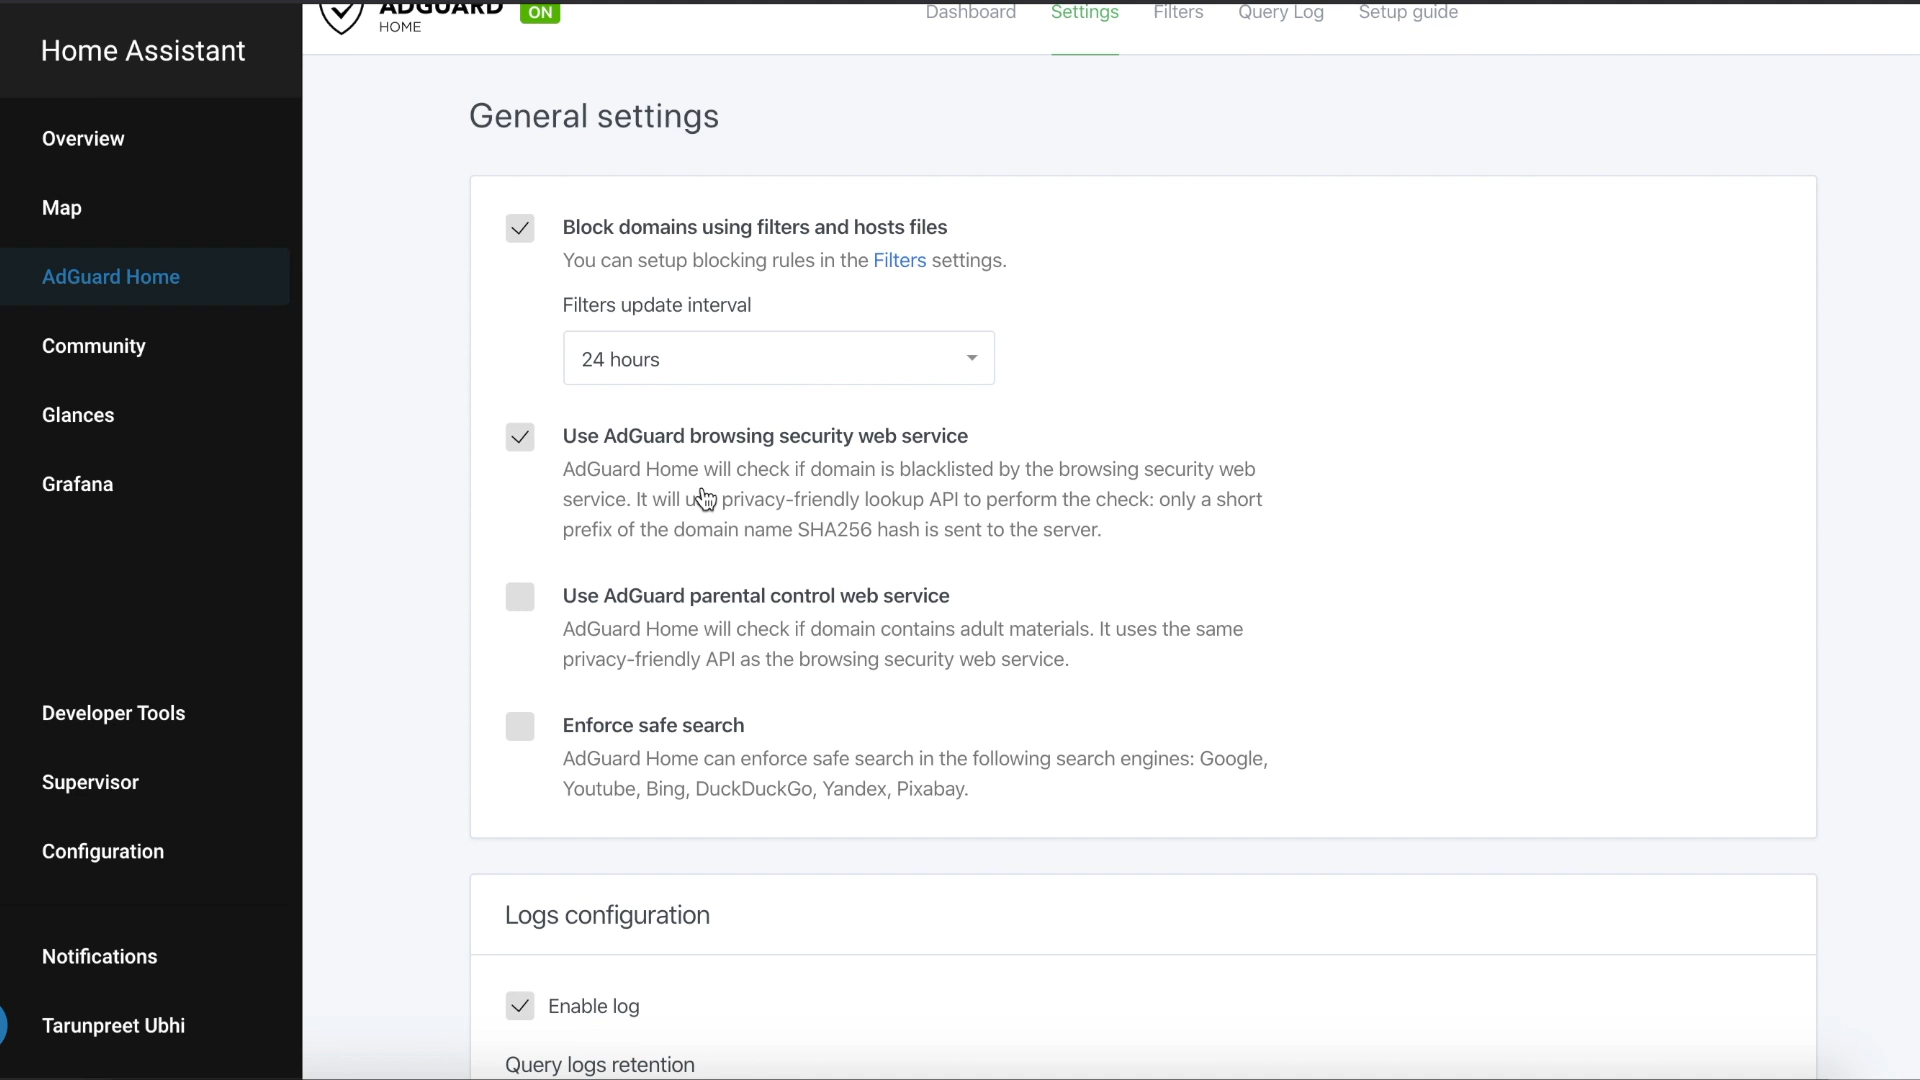 Home Assistant
Overview
Map
AdGuard Home
Community
Glances
Grafana
Developer Tools
Supervisor
Configuration
Notifications
Tarunpreet Ubhi
ADGUARD
HOME
ON
Dashboard
Settings
Filters
Query Log
Setup guide
General settings
Block domains using filters and hosts files
You can setup blocking rules in the Filters settings.
Filters update interval
24 hours
Use AdGuard browsing security web service
AdGuard Home will check if domain is blacklisted by the browsing security web
service. It will privacy-friendly lookup API to perform the check: only a short
prefix of the domain name SHA256 hash is sent to the server.
Use AdGuard parental control web service
AdGuard Home will check if domain contains adult materials. It uses the same
privacy-friendly API as the browsing security web service.
Enforce safe search
AdGuard Home can enforce safe search in the following search engines: Google,
Youtube, Bing, DuckDuckGo, Yandex, Pixabay.
Logs configuration
Enable log
Query logs retention